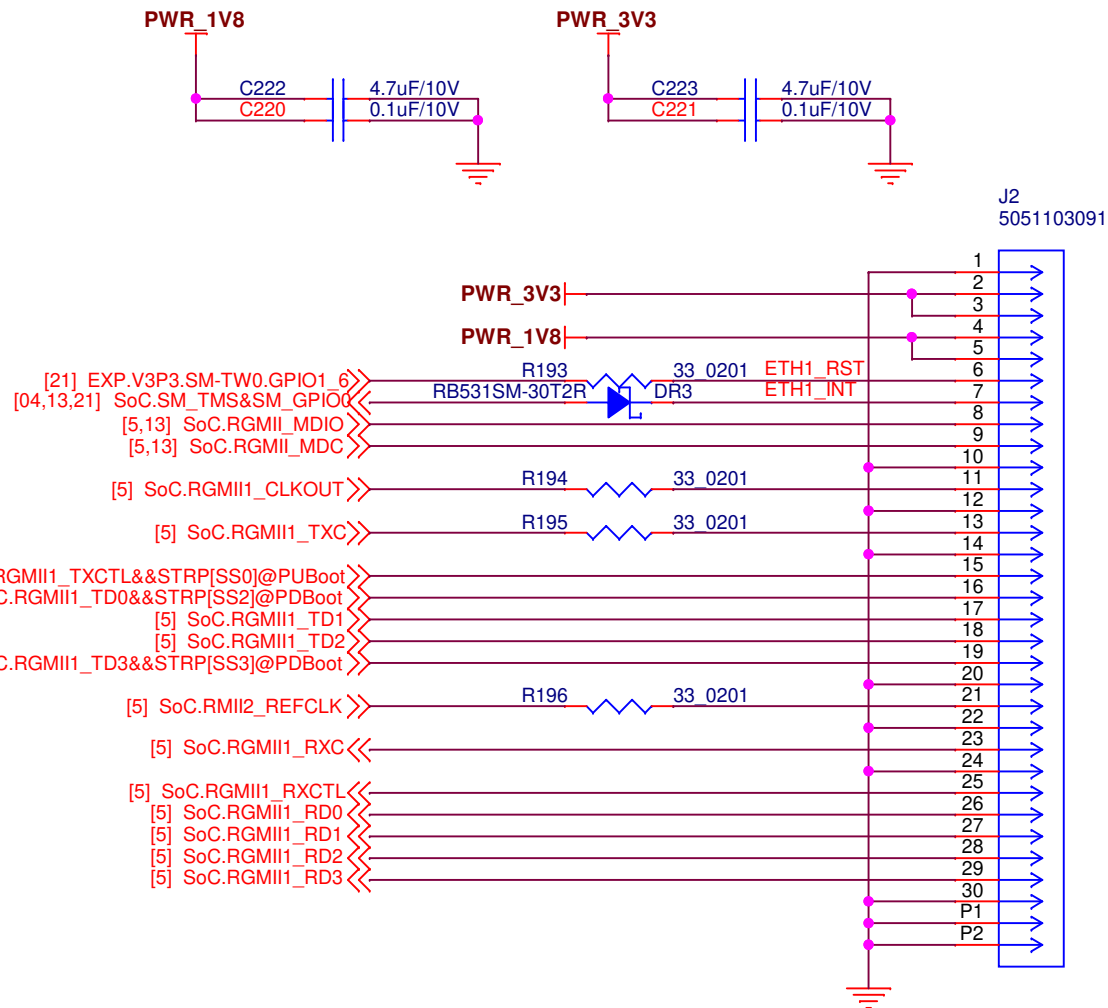 PWR_1V8 PWR_3V3
C222 4.7uF/10V C223 4.7uF/10V
C220 0.1uF/10V C221 0.1uF/10V
J2
5051103091
1
PWR_3V3 2
3
PWR_1V8 4
5
[21] EXP.V3P3.SM-TW0.GPIO1_6 R193 33_0201 ETH1_RST 6
[04,13,21] SoC.SM_TMS&SM_GPIO0 RB531SM-30T2R DR3 ETH1_INT 7
[5,13] SoC.RGMII_MDIO 8
[5,13] SoC.RGMII_MDC 9
10
[5] SoC.RGMII1_CLKOUT R194 33_0201 11
12
[5] SoC.RGMII1_TXC R195 33_0201 13
14
RGMII1_TXCTL&&STRP[SS0]@PUBoot 15
C.RGMII1_TD0&&STRP[SS2]@PDBoot 16
[5] SoC.RGMII1_TD1 17
[5] SoC.RGMII1_TD2 18
C.RGMII1_TD3&&STRP[SS3]@PDBoot 19
20
[5] SoC.RMII2_REFCLK R196 33_0201 21
22
[5] SoC.RGMII1_RXC 23
24
[5] SoC.RGMII1_RXCTL 25
[5] SoC.RGMII1_RD0 26
[5] SoC.RGMII1_RD1 27
[5] SoC.RGMII1_RD2 28
[5] SoC.RGMII1_RD3 29
30
P1
P2